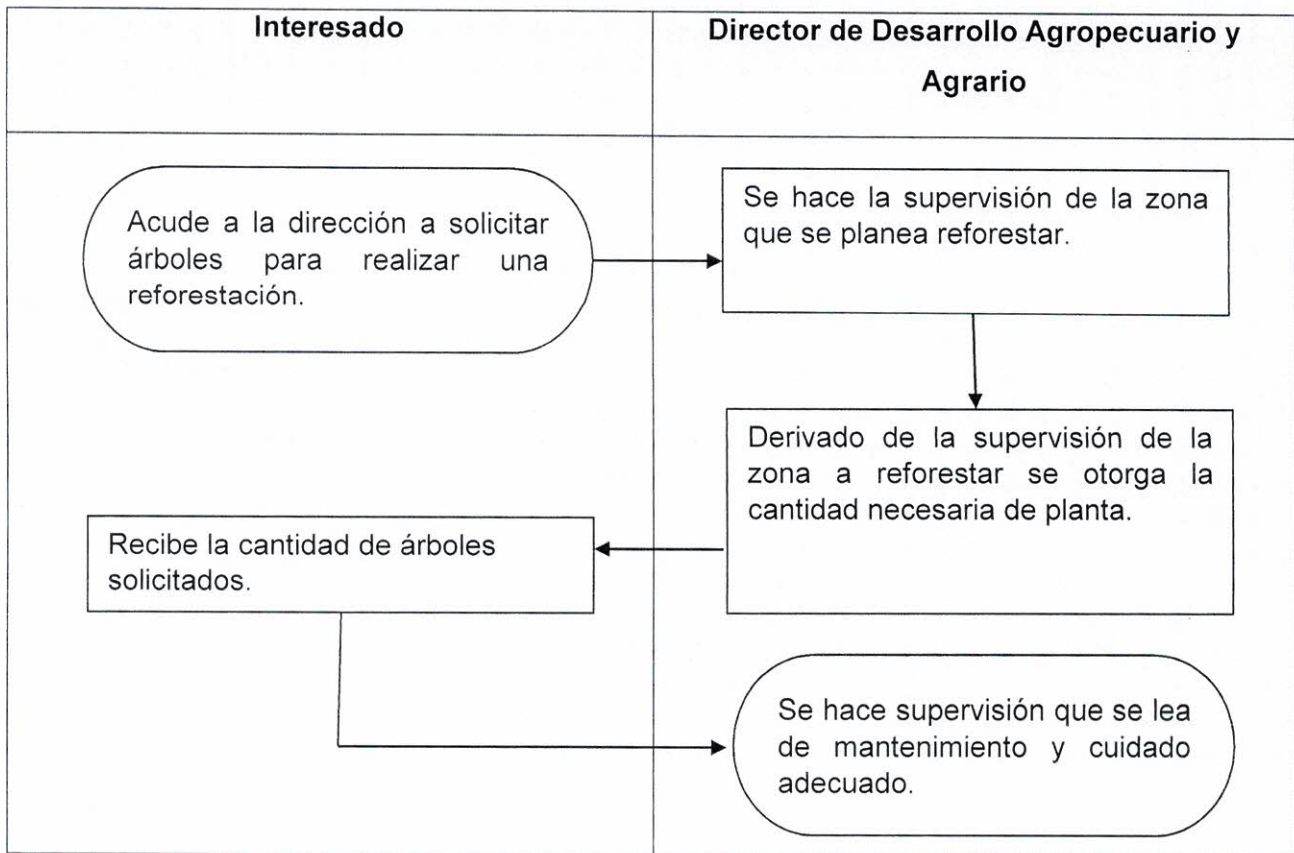 Interesado
Director de Desarrollo Agropecuario y
Agrario
Acude a la dirección a solicitar
árboles para realizar una
reforestación.
Se hace la supervisión de la zona
que se planea reforestar.
Derivado de la supervisión de la
zona a reforestar se otorga la
cantidad necesaria de planta.
Recibe la cantidad de árboles
solicitados.
Se hace supervisión que se lea
de mantenimiento y cuidado
adecuado.